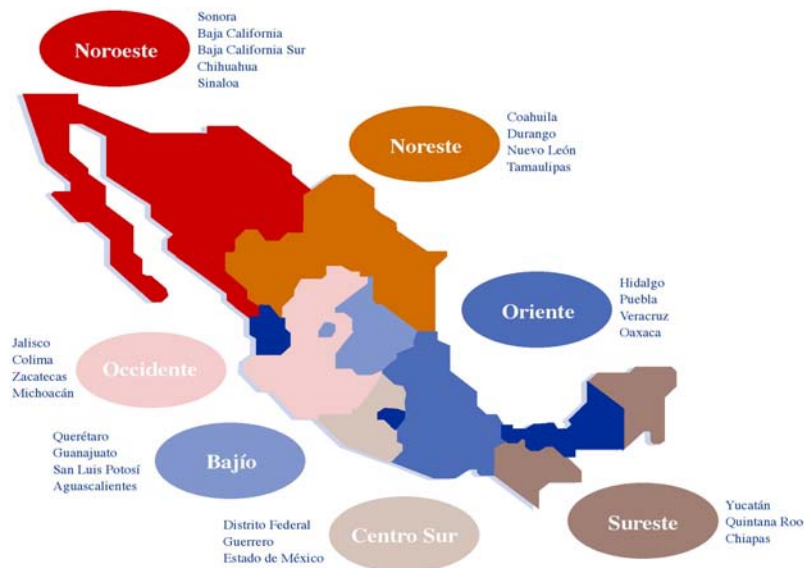 Noroeste
Sonora
Baja California
Baja California Sur
Chihuahua
Sinaloa
Noreste
Coahuila
Durango
Nuevo León
Tamaulipas
Oriente
Hidalgo
Puebla
Veracruz
Oaxaca
Jalisco
Colima
Zacatecas
Michoacán
Occidente
Querétaro
Guanajuato
San Luis Potosí
Aguascalientes
Bajío
Distrito Federal
Guerrero
Estado de México
Centro Sur
Sureste
Yucatán
Quintana Roo
Chiapas